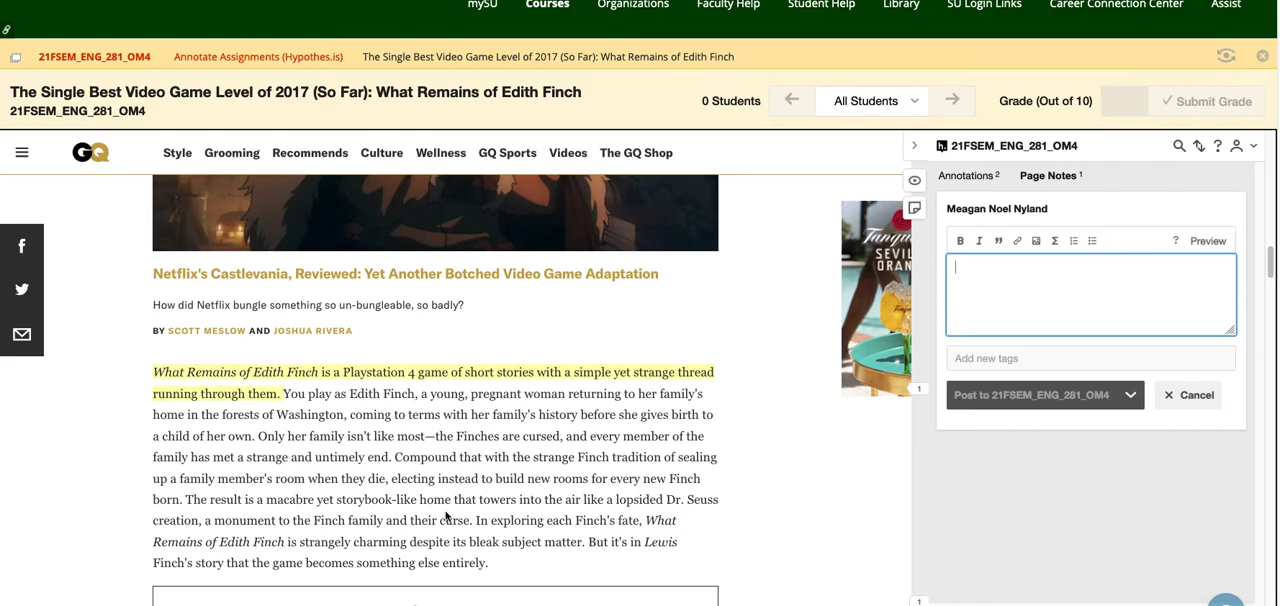 mySU Courses Organizations Faculty Help Student Help Library SU Login Links Career Connection Center Assist
21FSEM_ENG_281_OM4 Annotate Assignments (Hypothes.is) The Single Best Video Game Level of 2017 (So Far): What Remains of Edith Finch
The Single Best Video Game Level of 2017 (So Far): What Remains of Edith Finch
21FSEM_ENG_281_OM4
0 Students All Students Grade (Out of 10) Submit Grade
GQ Style Grooming Recommends Culture Wellness GQ Sports Videos The GQ Shop
21FSEM_ENG_281_OM4 ?
Annotations 2 Page Notes 1
Meagan Noel Nyland
B I ” Σ ? Preview
Add new tags
1
Post to 21FSEM_ENG_281_OM4 Cancel
1
Tanqu
SEVIL
ORAN
Netflix's Castlevania, Reviewed: Yet Another Botched Video Game Adaptation
How did Netflix bungle something so un-bungleable, so badly?
BY SCOTT MESLOW AND JOSHUA RIVERA
What Remains of Edith Finch is a Playstation 4 game of short stories with a simple yet strange thread
running through them. You play as Edith Finch, a young, pregnant woman returning to her family's
home in the forests of Washington, coming to terms with her family's history before she gives birth to
a child of her own. Only her family isn't like most—the Finches are cursed, and every member of the
family has met a strange and untimely end. Compound that with the strange Finch tradition of sealing
up a family member's room when they die, electing instead to build new rooms for every new Finch
born. The result is a macabre yet storybook-like home that towers into the air like a lopsided Dr. Seuss
creation, a monument to the Finch family and their curse. In exploring each Finch's fate, What
Remains of Edith Finch is strangely charming despite its bleak subject matter. But it's in Lewis
Finch's story that the game becomes something else entirely.